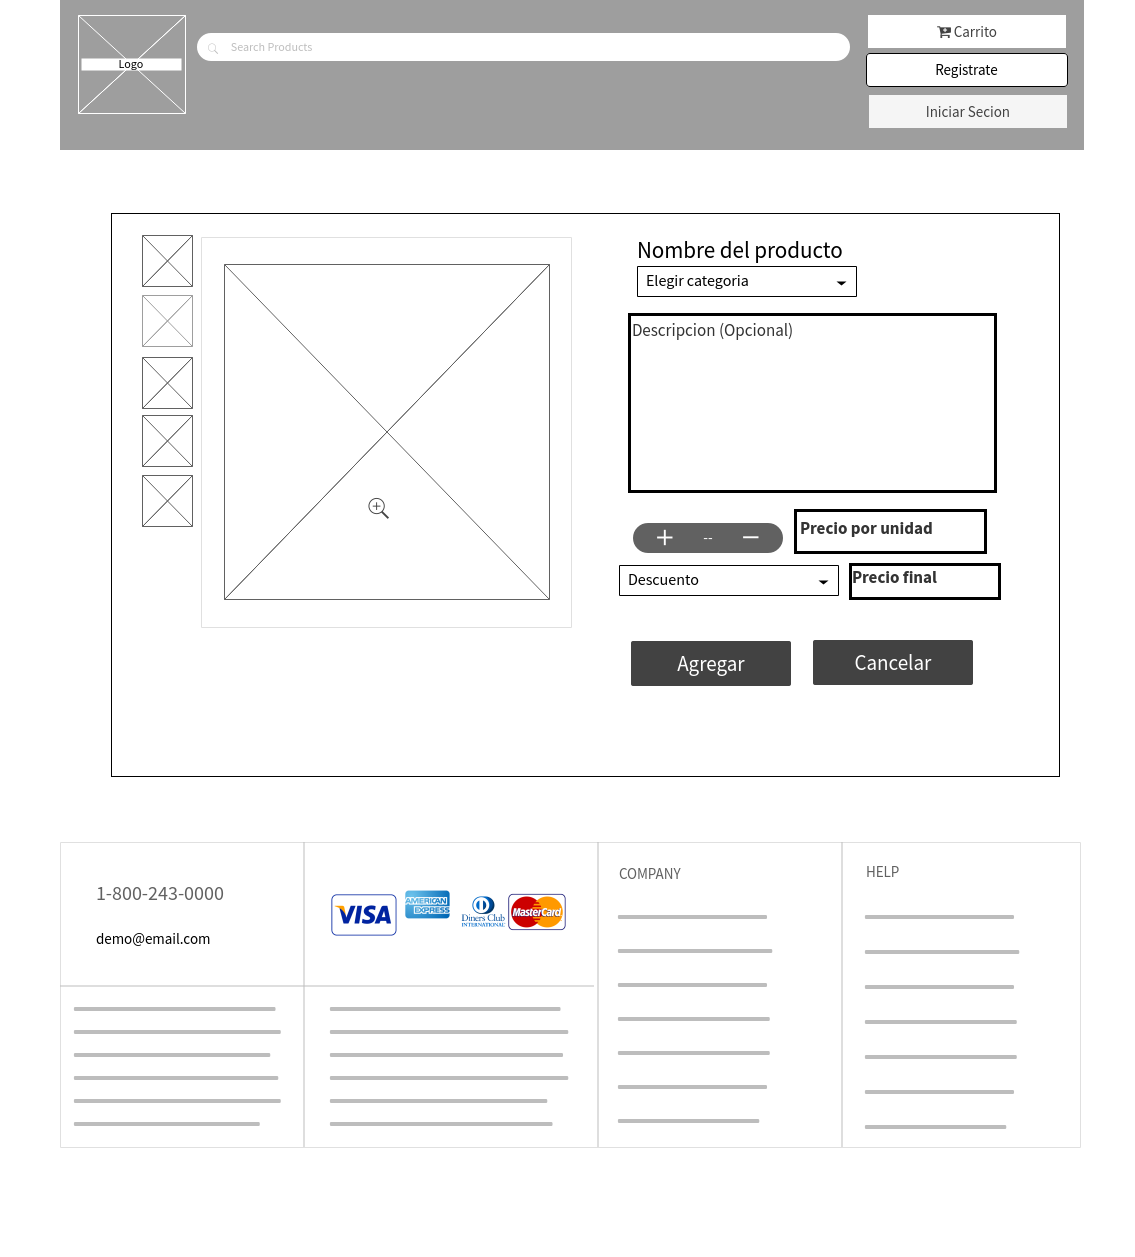 Logo
Search Products
Carrito
Registrate
Iniciar Secion
Nombre del producto
Elegir categoria
Descripcion (Opcional)
-- 
Precio por unidad
Descuento
Precio final
Agregar
Cancelar
1-800-243-0000
demo@email.com
VISA
AMERICAN
EXPRESS
Diners Club
INTERNATIONAL
MasterCard
COMPANY
HELP